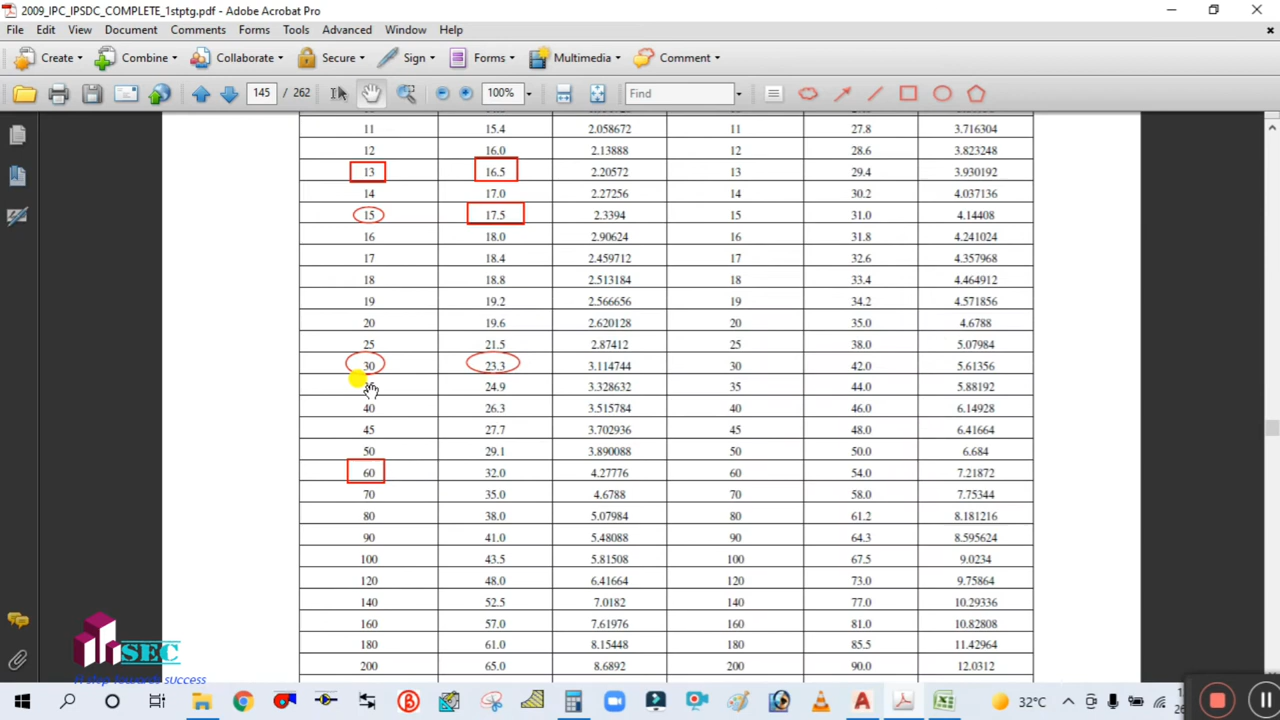 2009_IPC_IPSDC_COMPLETE_1stptg.pdf - Adobe Acrobat Pro
File Edit View Document Comments Forms Tools Advanced Window Help
Create Combine Collaborate Secure Sign Forms Multimedia Comment
145 / 262 100% Find
11 15.4 2.058672 11 27.8 3.716304
12 16.0 2.13888 12 28.6 3.823248
13 16.5 2.20572 13 29.4 3.930192
14 17.0 2.27256 14 30.2 4.037136
15 17.5 2.3394 15 31.0 4.14408
16 18.0 2.90624 16 31.8 4.241024
17 18.4 2.459712 17 32.6 4.357968
18 18.8 2.513184 18 33.4 4.464912
19 19.2 2.566656 19 34.2 4.571856
20 19.6 2.620128 20 35.0 4.6788
25 21.5 2.87412 25 38.0 5.07984
30 23.3 3.114744 30 42.0 5.61356
24.9 3.328632 35 44.0 5.88192
40 26.3 3.515784 40 46.0 6.14928
45 27.7 3.702936 45 48.0 6.41664
50 29.1 3.890088 50 50.0 6.684
60 32.0 4.27776 60 54.0 7.21872
70 35.0 4.6788 70 58.0 7.75344
80 38.0 5.07984 80 61.2 8.181216
90 41.0 5.48088 90 64.3 8.595624
100 43.5 5.81508 100 67.5 9.0234
120 48.0 6.41664 120 73.0 9.75864
140 52.5 7.0182 140 77.0 10.29336
160 57.0 7.61976 160 81.0 10.82808
180 61.0 8.15448 180 85.5 11.42964
200 65.0 8.6892 200 90.0 12.0312
SEC
A step towards success
32°C